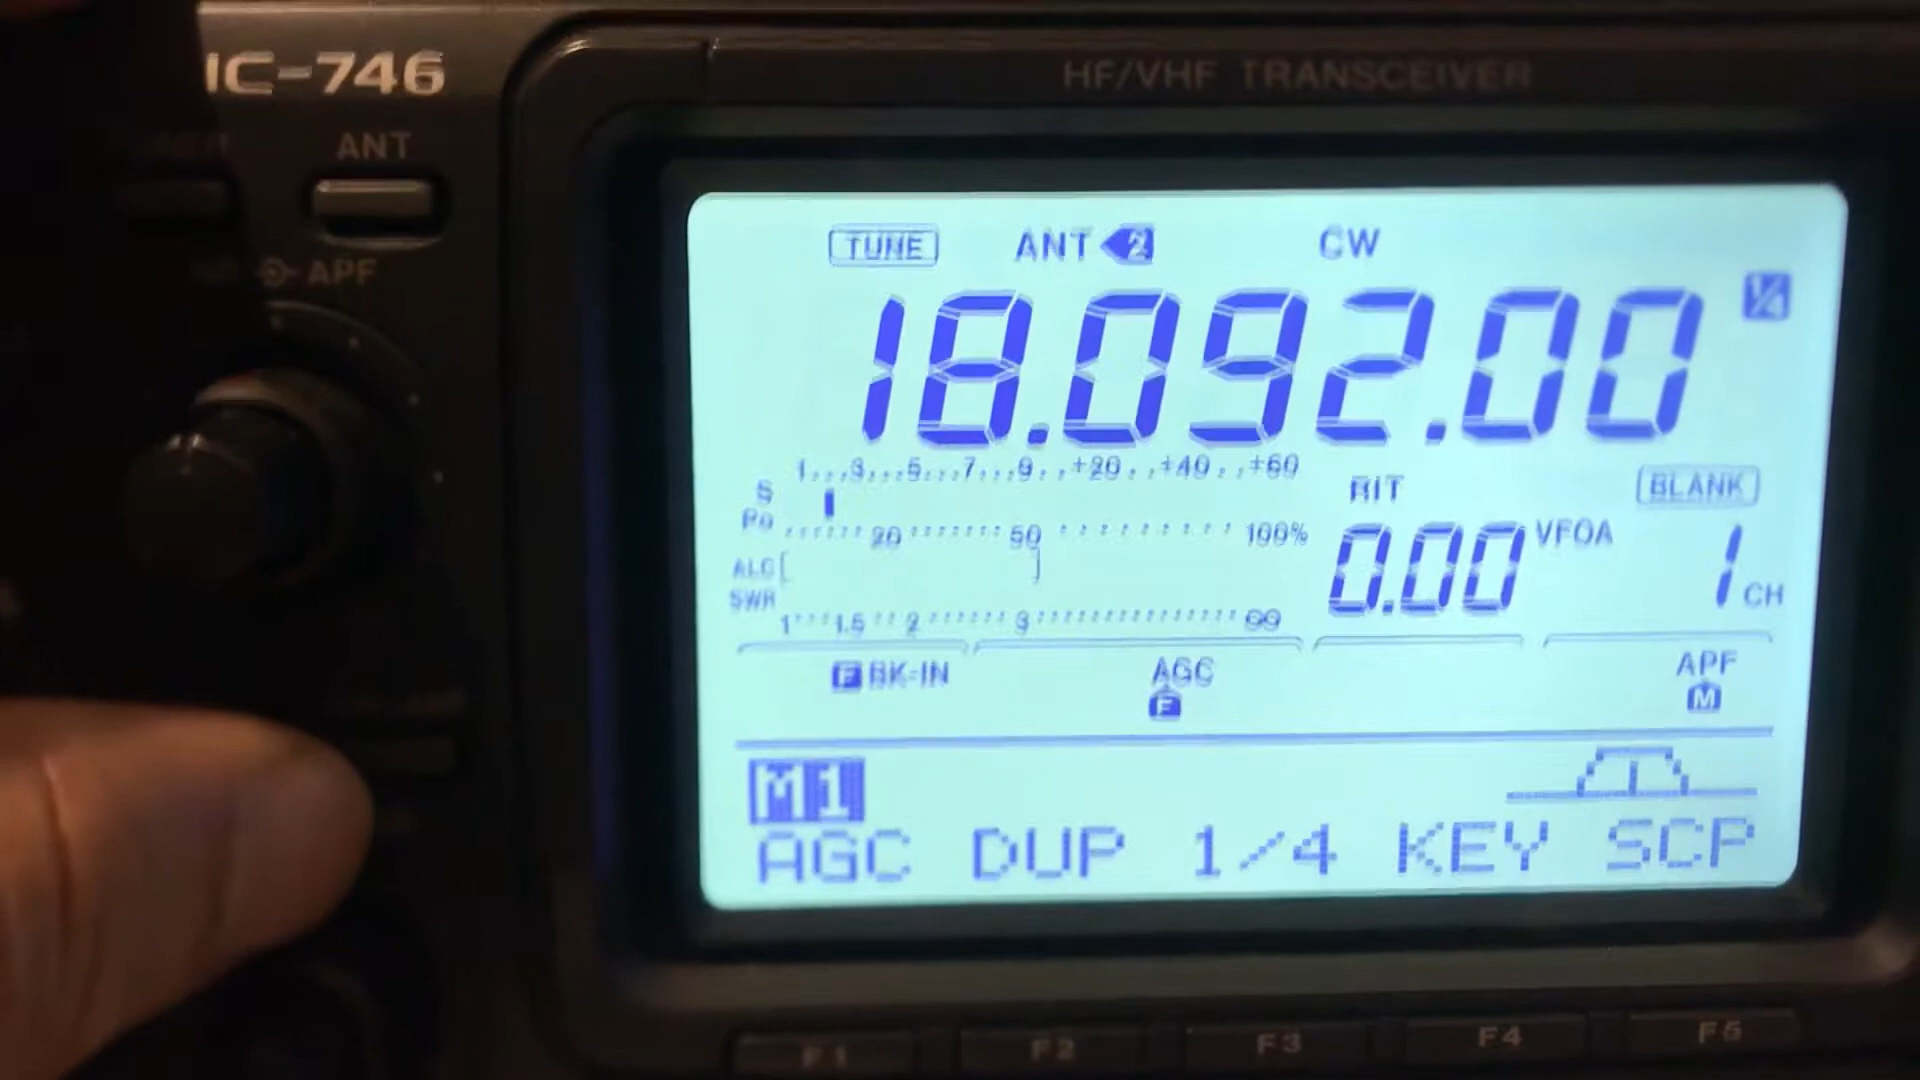 IC-746
HF/VHF TRANSCEIVER
ANT
APF
TUNE ANT 2 CW
18.092.00 1/4
1 3 5 7 9 +20 +40 +60
S
RIT BLANK
Po 20 50 100%
0.00 VFOA 1 CH
ALC
SWR
1 1.5 2 3 ∞
F BK-IN AGC APF
F M
M1
AGC DUP 1/4 KEY SCP
F1 F2 F3 F4 F5